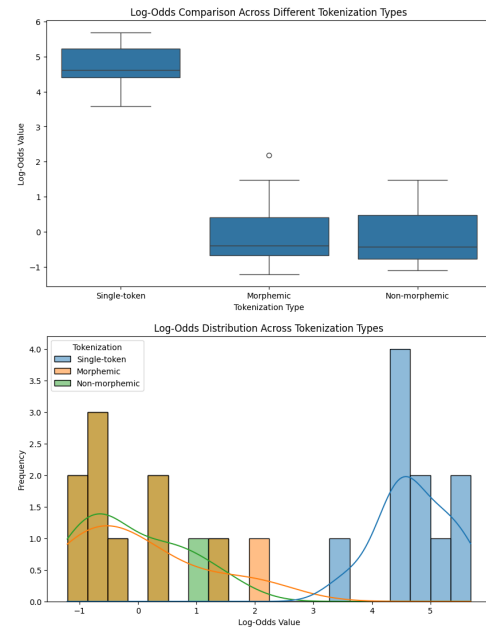 Log-Odds Comparison Across Different Tokenization Types
6
5
4
3
2
1
0
−1
Log-Odds Value
Single-token
Morphemic
Non-morphemic
Tokenization Type
Log-Odds Distribution Across Tokenization Types
4.0
3.5
3.0
2.5
2.0
1.5
1.0
0.5
0.0
Frequency
Tokenization
Single-token
Morphemic
Non-morphemic
−1
0
1
2
3
4
5
Log-Odds Value